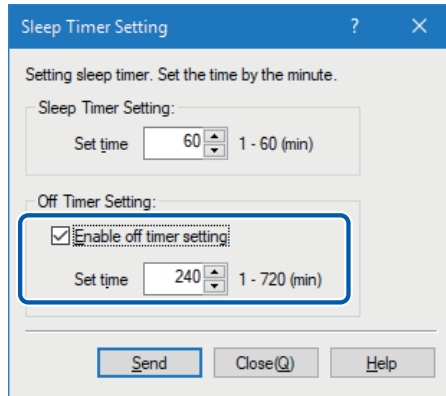 Sleep Timer Setting ? ×
Setting sleep timer. Set the time by the minute.
Sleep Timer Setting:
Set time 60 1 - 60 (min)
Off Timer Setting:
Enable off timer setting
Set time 240 1 - 720 (min)
Send Close(Q) Help